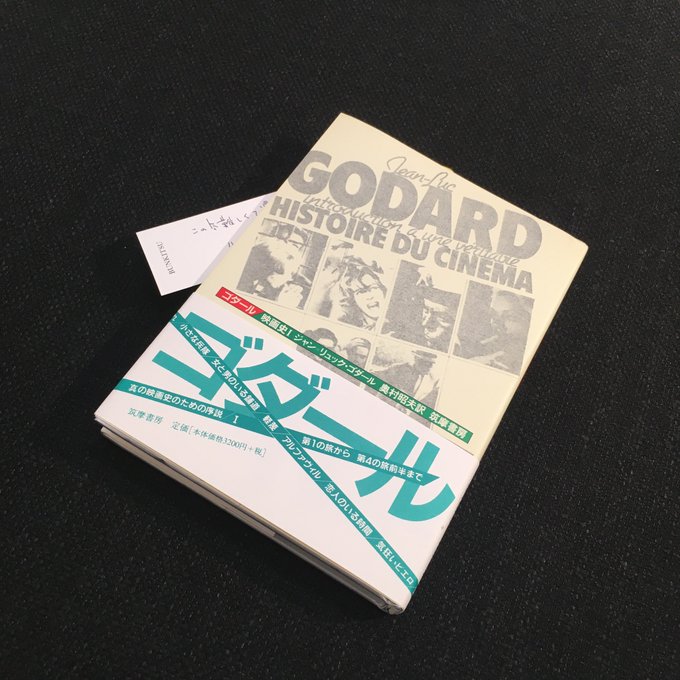 Jean-Luc
GODARD
introduction à une véritable
HISTOIRE DU CINEMA
ゴダール 映画史Ⅰ ジャン リュック・ゴダール 奥村昭夫訳 筑摩書房
ゴダール
小さな兵隊/女と男のいる舗道/軽蔑/アルファヴィル/恋人のいる時間/気狂いピエロ
真の映画史のための序説 Ⅰ 第1の旅から 第4の旅前半まで
筑摩書房 定価[本体価格3200円+税]
BUNKITSU